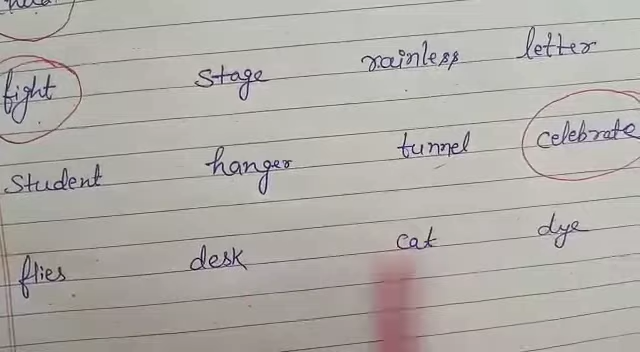 fight stage rainless letter
Student hanger tunnel celebrate
flies desk cat dye